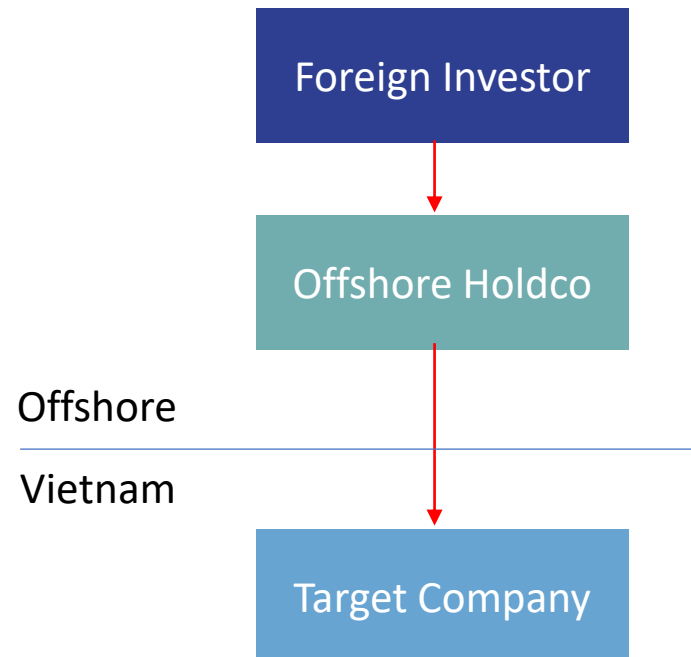 Foreign Investor
Offshore Holdco
Offshore
Vietnam
Target Company